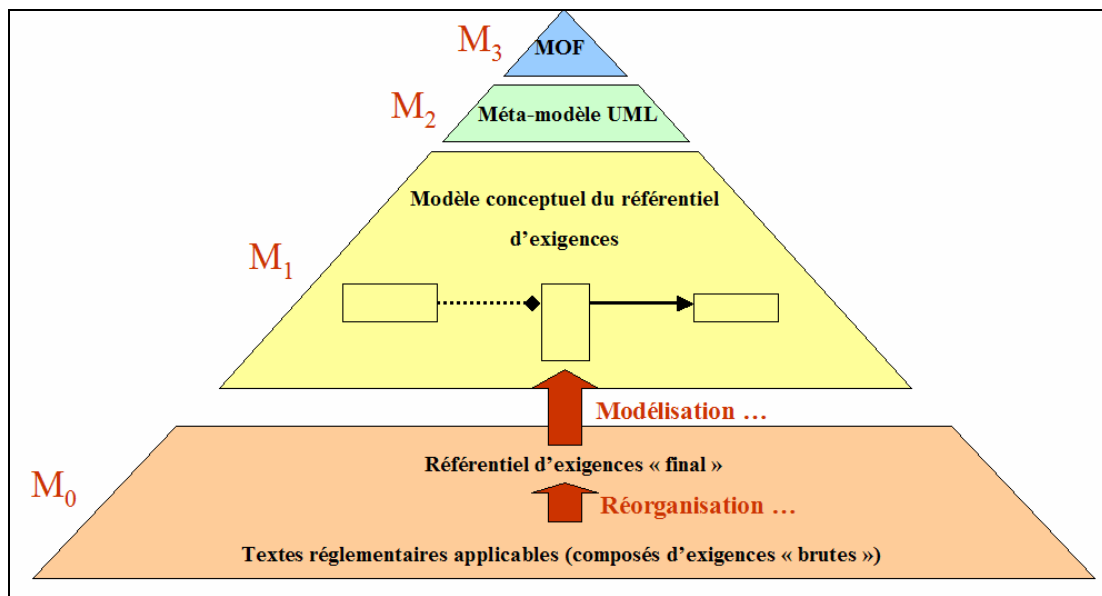 M3
MOF
M2
Méta-modèle UML
Modèle conceptuel du référentiel
d’exigences
M1
Modélisation …
Référentiel d’exigences « final »
M0
Réorganisation …
Textes réglementaires applicables (composés d’exigences « brutes »)